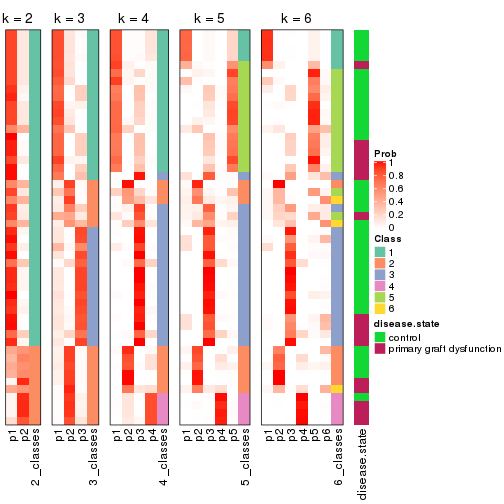 k = 2 k = 3 k = 4 k = 5 k = 6
Prob
1
0.8
0.6
0.4
0.2
0
Class
1
2
3
4
5
6
disease.state
control
primary graft dysfunction
p1 p2 2_classes p1 p2 p3 3_classes p1 p2 p3 p4 4_classes p1 p2 p3 p4 p5 5_classes p1 p2 p3 p4 p5 p6 6_classes disease.state